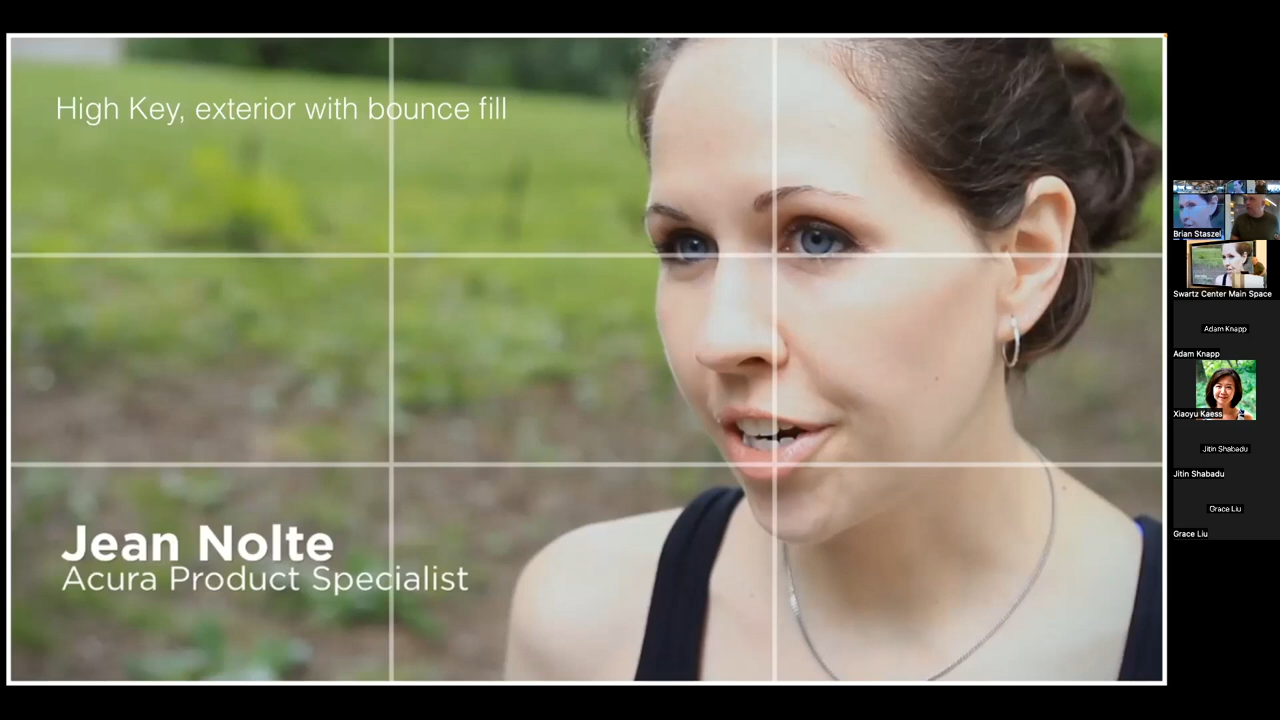 High Key, exterior with bounce fill
Jean Nolte
Acura Product Specialist
Brian Staszel
Swartz Center Main Space
Adam Knapp
Adam Knapp
Xiaoyu Kaess
Jitin Shabadu
Jitin Shabadu
Grace Liu
Grace Liu